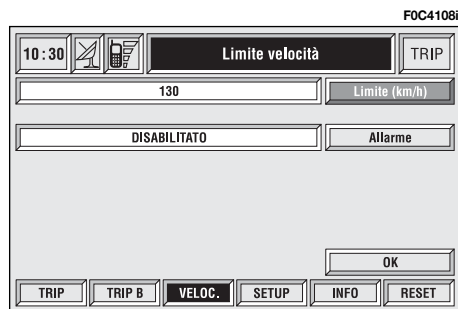 F0C4108i
10:30 Limite velocità TRIP
130 Limite (km/h)
DISABILITATO Allarme
OK
TRIP TRIP B VELOC. SETUP INFO RESET